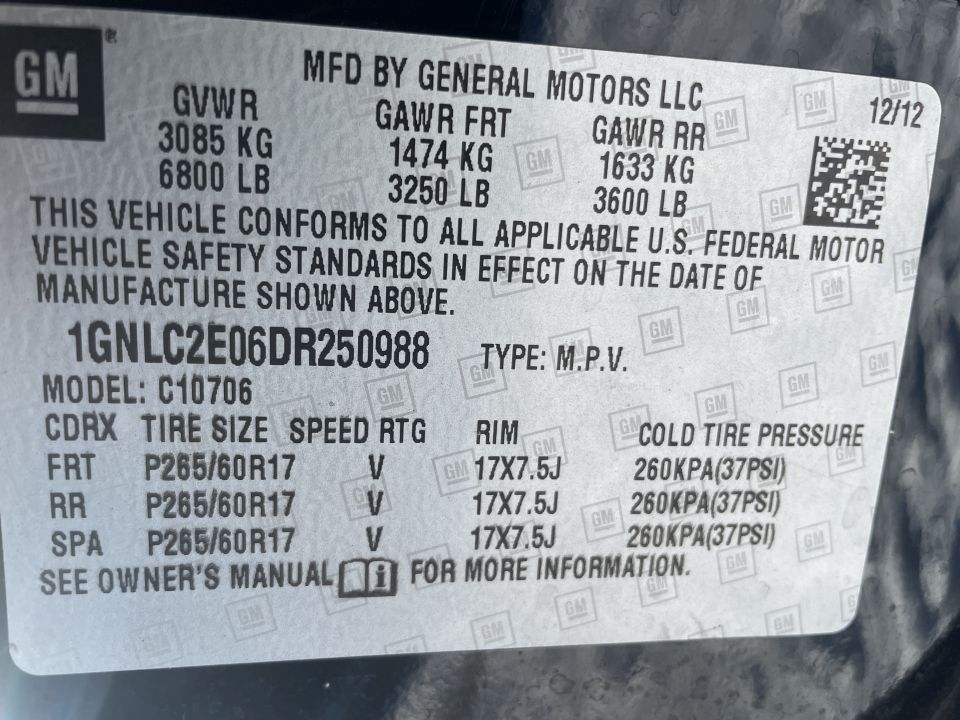 GM®
MFD BY GENERAL MOTORS LLC
12/12
GVWR GAWR FRT GAWR RR
3085 KG 1474 KG 1633 KG
6800 LB 3250 LB 3600 LB
THIS VEHICLE CONFORMS TO ALL APPLICABLE U.S. FEDERAL MOTOR
VEHICLE SAFETY STANDARDS IN EFFECT ON THE DATE OF
MANUFACTURE SHOWN ABOVE.
1GNLC2E06DR250988 TYPE: M.P.V.
MODEL: C10706
CDRX TIRE SIZE SPEED RTG RIM COLD TIRE PRESSURE
FRT P265/60R17 V 17X7.5J 260KPA(37PSI)
RR P265/60R17 V 17X7.5J 260KPA(37PSI)
SPA P265/60R17 V 17X7.5J 260KPA(37PSI)
SEE OWNER'S MANUAL FOR MORE INFORMATION.